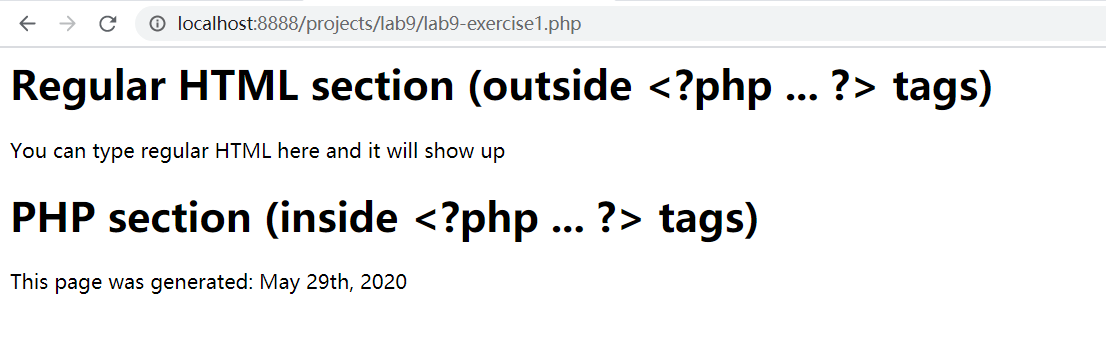 localhost:8888/projects/lab9/lab9-exercise1.php
Regular HTML section (outside <?php ... ?> tags)
You can type regular HTML here and it will show up
PHP section (inside <?php ... ?> tags)
This page was generated: May 29th, 2020